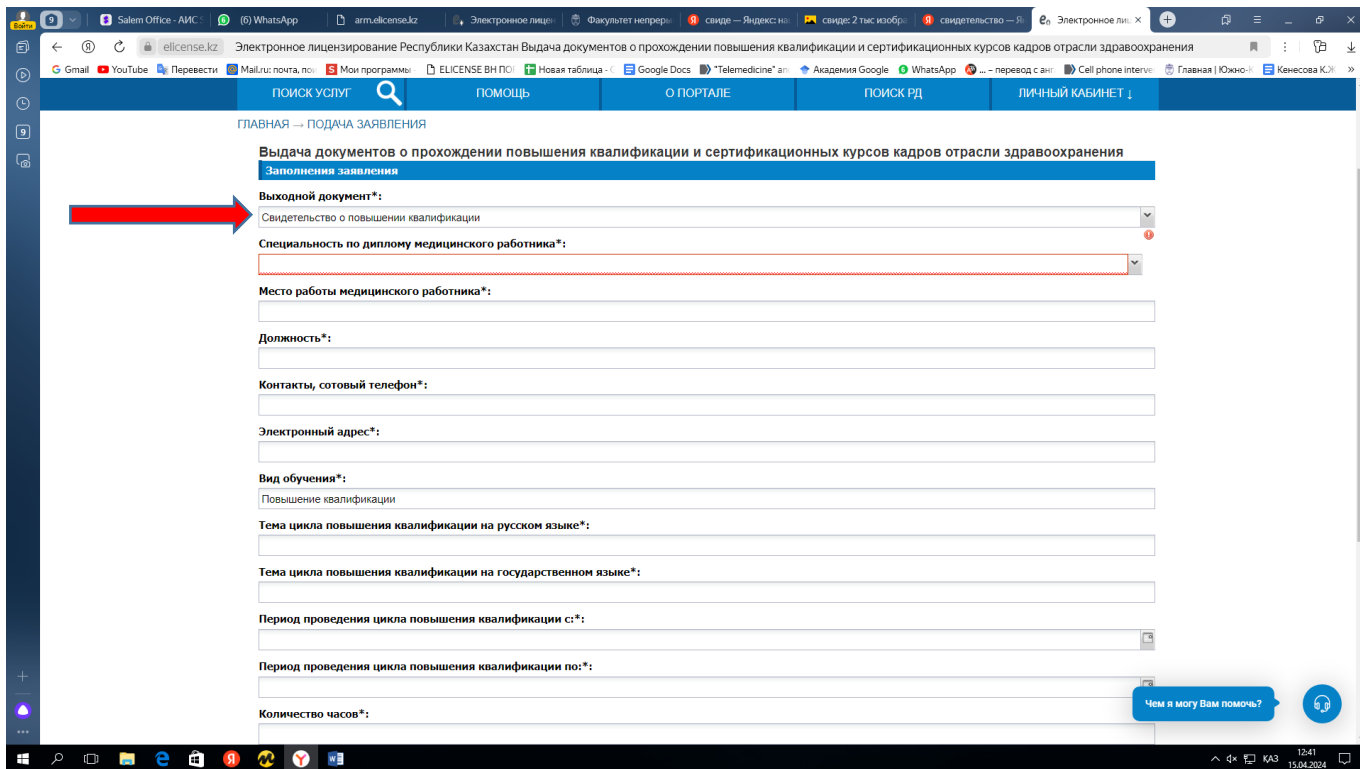 Войти
9
Salem Office - АИС S
(6) WhatsApp
arm.elicense.kz
Электронное лицен
Факультет непреры
свиде — Яндекс: на
свиде: 2 тыс изобра
свидетельство — Я
Электронное лиц
elicense.kz
Электронное лицензирование Республики Казахстан Выдача документов о прохождении повышения квалификации и сертификационных курсов кадров отрасли здравоохранения
Gmail
YouTube
Перевести
Mail.ru: почта, по
Мои программы
ELICENSE ВН ПО
Новая таблица - G
Google Docs
"Telemedicine" an
Академия Google
WhatsApp
... – перевод с анг
Cell phone interve
Главная | Южно-К
Кенесова К.Ж
»
ПОИСК УСЛУГ
ПОМОЩЬ
О ПОРТАЛЕ
ПОИСК РД
ЛИЧНЫЙ КАБИНЕТ ↓
9
ГЛАВНАЯ → ПОДАЧА ЗАЯВЛЕНИЯ
Выдача документов о прохождении повышения квалификации и сертификационных курсов кадров отрасли здравоохранения
Заполнения заявления
Выходной документ*:
Свидетельство о повышении квалификации
Специальность по диплому медицинского работника*:
Место работы медицинского работника*:
Должность*:
Контакты, сотовый телефон*:
Электронный адрес*:
Вид обучения*:
Повышение квалификации
Тема цикла повышения квалификации на русском языке*:
Тема цикла повышения квалификации на государственном языке*:
Период проведения цикла повышения квалификации с:*:
Период проведения цикла повышения квалификации по:*:
Чем я могу Вам помочь?
Количество часов*:
ҚАЗ
12:41
15.04.2024